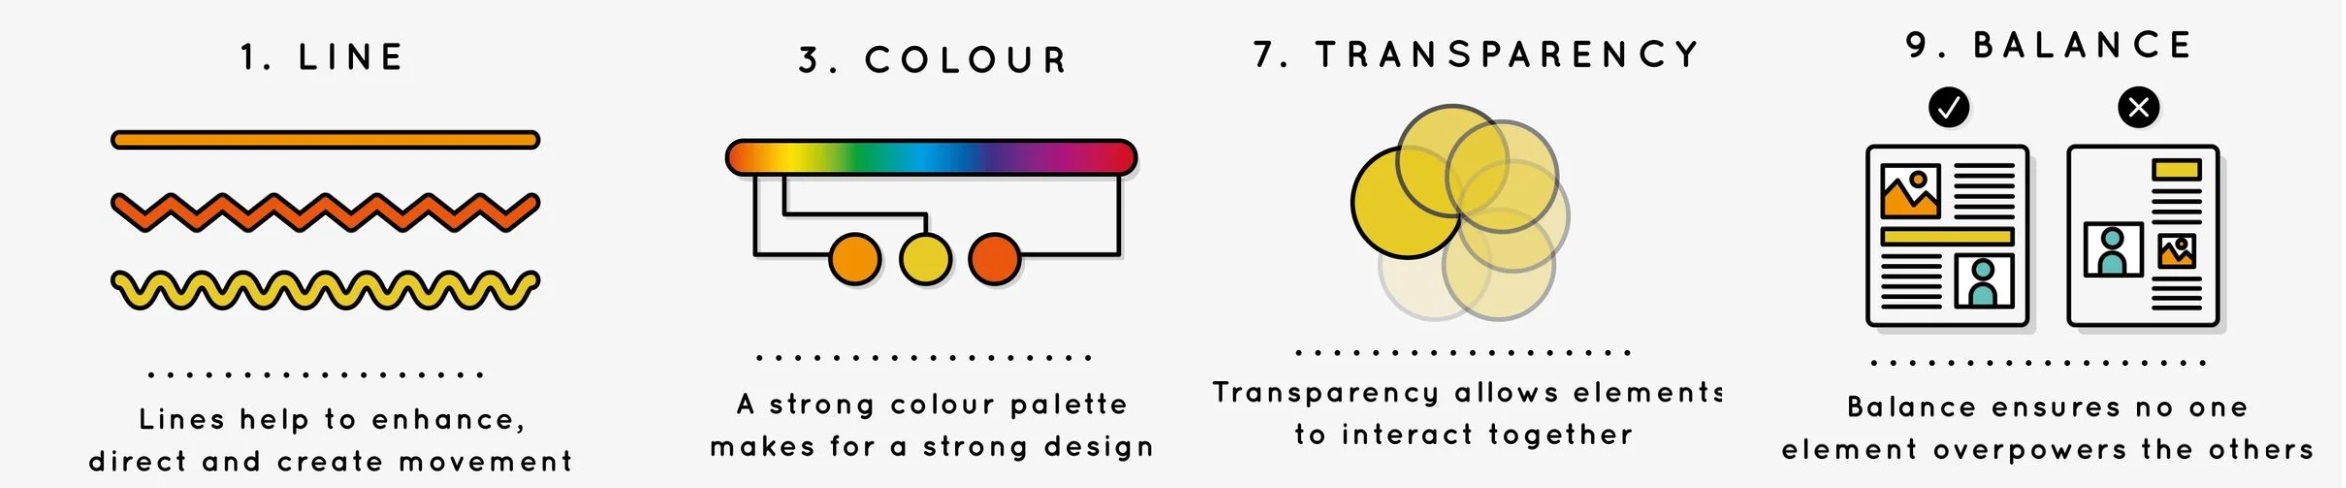 1. LINE
Lines help to enhance,
direct and create movement
3. COLOUR
A strong colour palette
makes for a strong design
7. TRANSPARENCY
Transparency allows elements
to interact together
9. BALANCE
Balance ensures no one
element overpowers the others